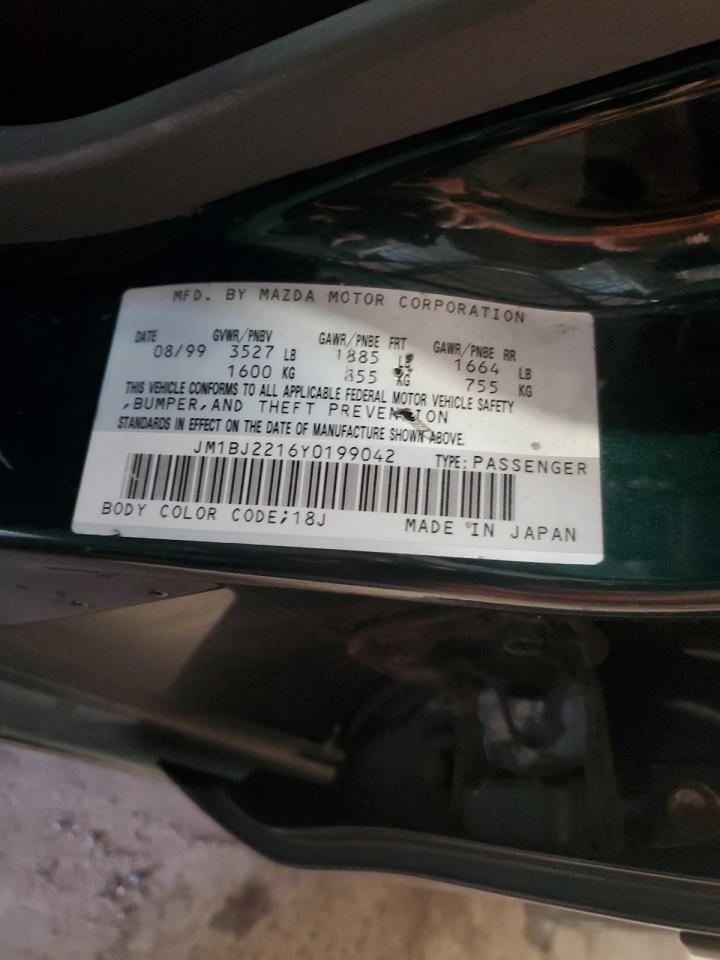 MFD. BY MAZDA MOTOR CORPORATION
DATE GVWR/PNBV GAWR/PNBE FRT GAWR/PNBE RR
08/99 3527 LB 1885 LB 1664 LB
1600 KG 855 KG 755 KG
THIS VEHICLE CONFORMS TO ALL APPLICABLE FEDERAL MOTOR VEHICLE SAFETY
,BUMPER,AND THEFT PREVENTION
STANDARDS IN EFFECT ON THE DATE OF MANUFACTURE SHOWN ABOVE.
JM1BJ2216Y0199042 TYPE: PASSENGER
BODY COLOR CODE;18J MADE IN JAPAN